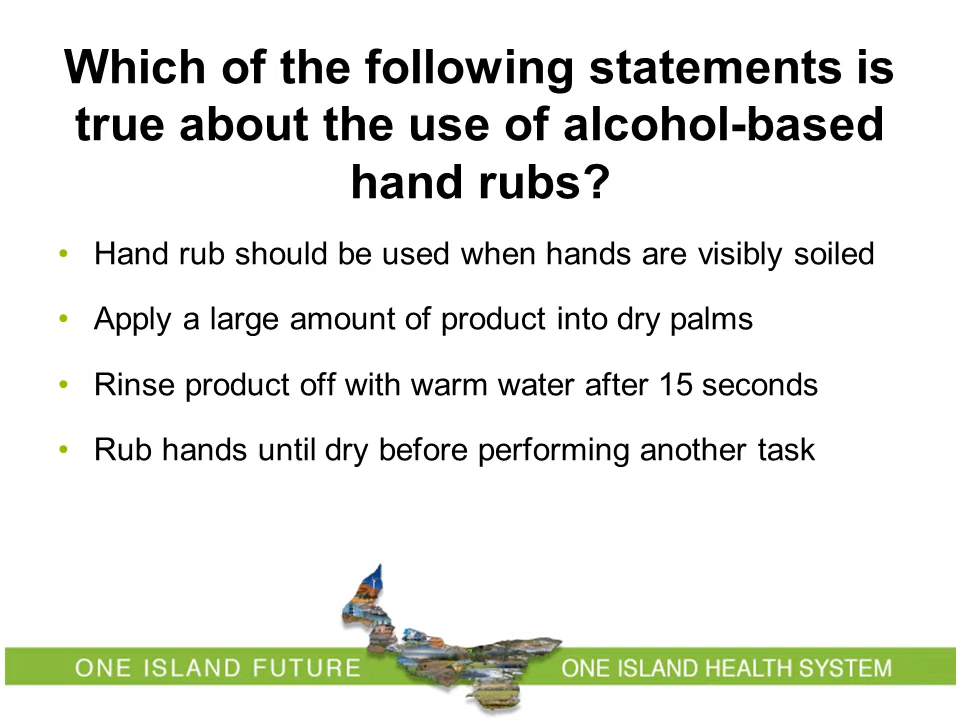 Which of the following statements is
true about the use of alcohol-based
hand rubs?
• Hand rub should be used when hands are visibly soiled
• Apply a large amount of product into dry palms
• Rinse product off with warm water after 15 seconds
• Rub hands until dry before performing another task
ONE ISLAND FUTURE
ONE ISLAND HEALTH SYSTEM